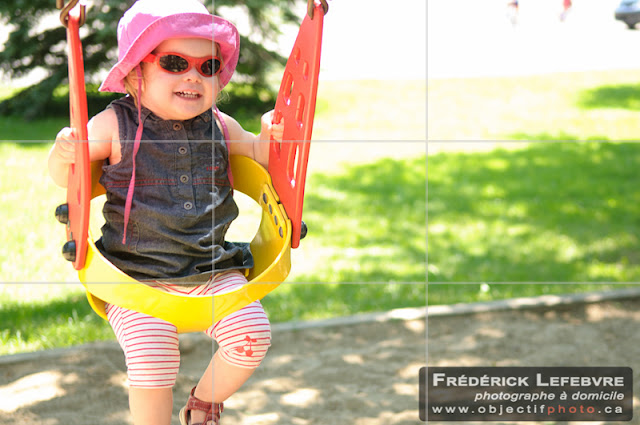 FRÉDÉRICK LEFEBVRE
photographe à domicile
www.objectifphoto.ca